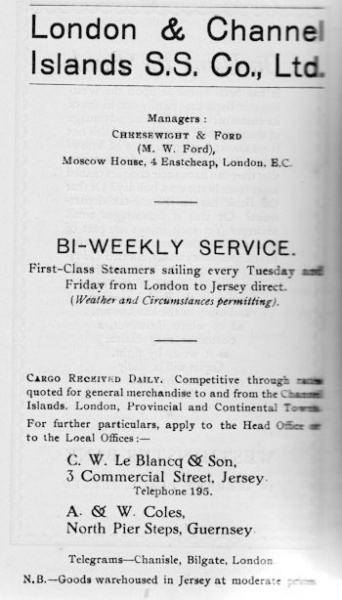 London & Channel
Islands S.S. Co., Ltd.
Managers :
CHEESEWIGHT & FORD
(M. W. Ford),
Moscow House, 4 Eastcheap, London, E.C.
BI-WEEKLY SERVICE.
First-Class Steamers sailing every Tuesday and
Friday from London to Jersey direct.
(Weather and Circumstances permitting).
CARGO RECEIVED DAILY. Competitive through rates
quoted for general merchandise to and from the Channel
Islands. London, Provincial and Continental Towns.
For further particulars, apply to the Head Office or
to the Loeal Offices :—
C. W. Le Blancq & Son,
3 Commercial Street, Jersey.
Telephone 195.
A. & W. Coles,
North Pier Steps, Guernsey.
Telegrams—Chanisle, Bilgate, London
N.B.—Goods warehoused in Jersey at moderate prices